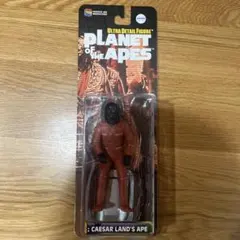 ULTRA DETAIL FIGURE
PLANET
OF THE APES
: CAESAR LAND'S APE